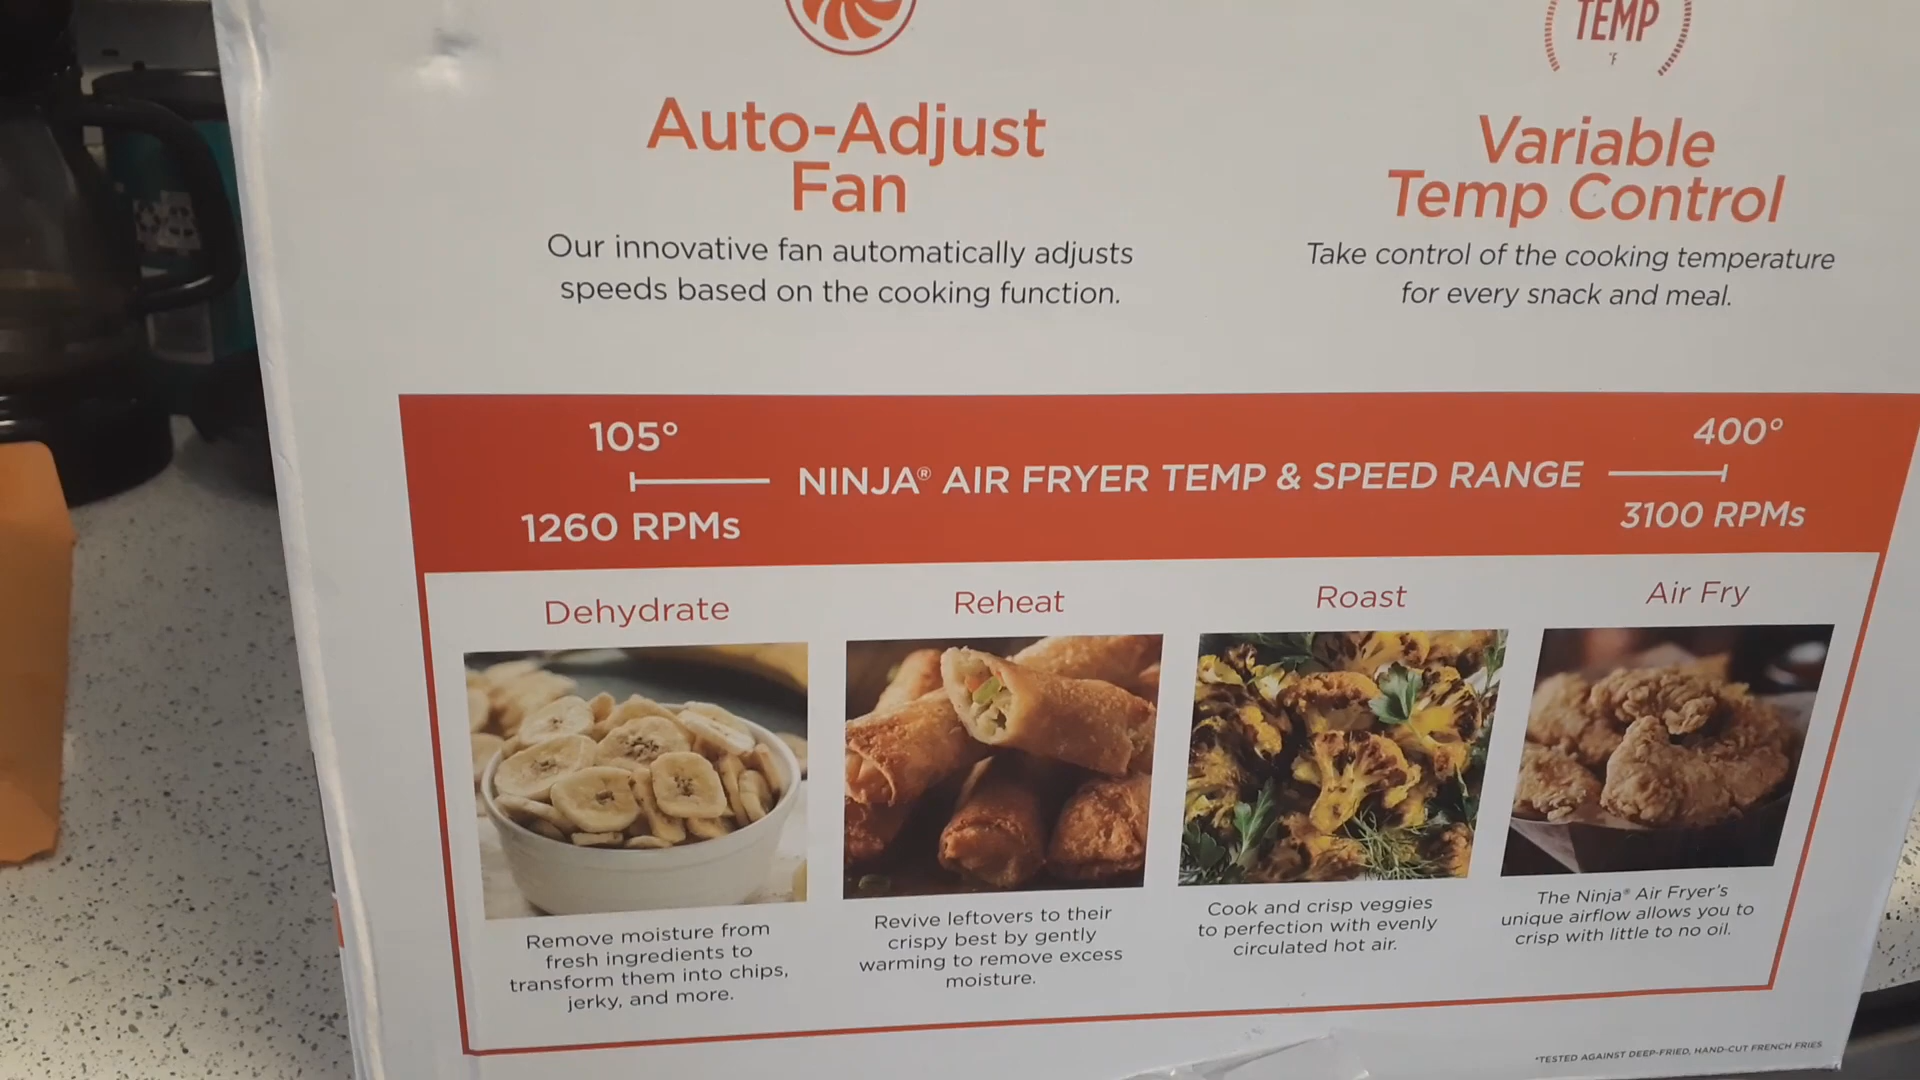 TEMP
°F
Auto-Adjust
Fan
Our innovative fan automatically adjusts
speeds based on the cooking function.
Variable
Temp Control
Take control of the cooking temperature
for every snack and meal.
105°
1260 RPMs
NINJA® AIR FRYER TEMP & SPEED RANGE
400°
3100 RPMs
Dehydrate
Remove moisture from
fresh ingredients to
transform them into chips,
jerky, and more.
Reheat
Revive leftovers to their
crispy best by gently
warming to remove excess
moisture.
Roast
Cook and crisp veggies
to perfection with evenly
circulated hot air.
Air Fry
The Ninja® Air Fryer's
unique airflow allows you to
crisp with little to no oil.
*TESTED AGAINST DEEP-FRIED, HAND-CUT FRENCH FRIES